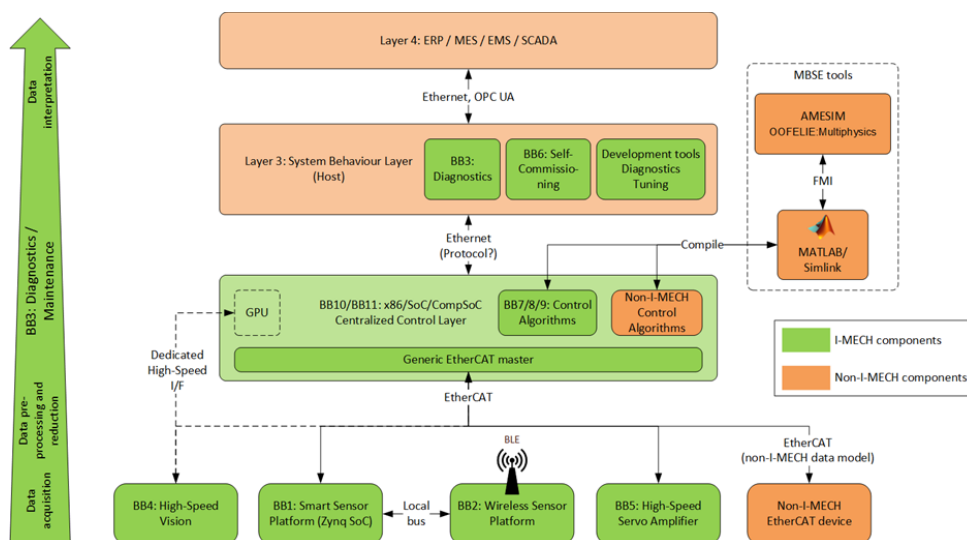 Layer 4: ERP / MES / EMS / SCADA
Data
interpretation
Ethernet, OPC UA
MBSE tools
AMESIM
OOFELIE:Multiphysics
Layer 3: System Behaviour Layer
(Host)
BB3:
Diagnostics
BB6: Self-
Commissio-
ning
Development tools
Diagnostics
Tuning
FMI
Ethernet
(Protocol?)
Compile
MATLAB/
Simlink
BB3: Diagnostics /
Maintenance
GPU
BB10/BB11: x86/SoC/CompSoC
Centralized Control Layer
BB7/8/9: Control
Algorithms
Non-I-MECH
Control
Algorithms
Generic EtherCAT master
I-MECH components
Non-I-MECH components
Dedicated
High-Speed
I/F
EtherCAT
Data pre-
processing and
reduction
BLE
EtherCAT
(non-I-MECH data model)
Data
acquisition
BB4: High-Speed
Vision
BB1: Smart Sensor
Platform (Zynq SoC)
Local
bus
BB2: Wireless Sensor
Platform
BB5: High-Speed
Servo Amplifier
Non-I-MECH
EtherCAT device